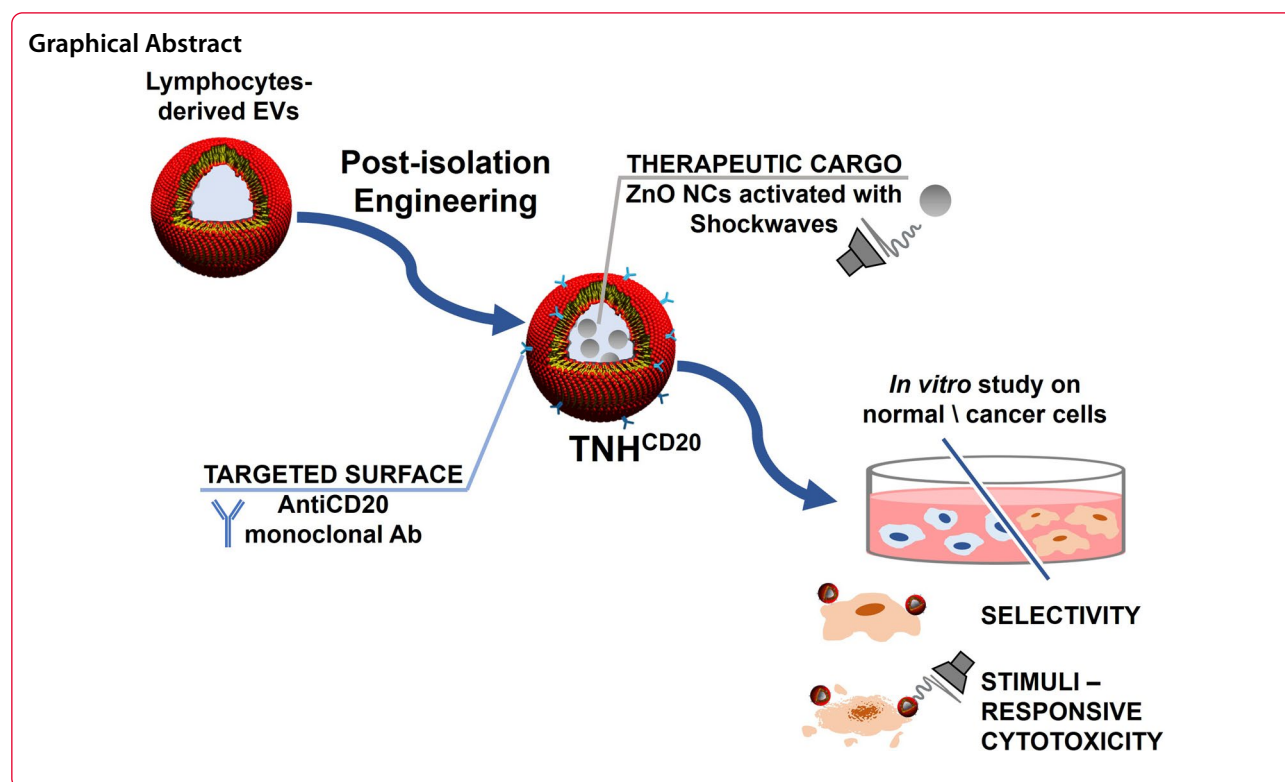 Graphical Abstract
Lymphocytes-
derived EVs
Post-isolation
Engineering
THERAPEUTIC CARGO
ZnO NCs activated with
Shockwaves
TNHCD20
TARGETED SURFACE
AntiCD20
monoclonal Ab
In vitro study on
normal \ cancer cells
SELECTIVITY
STIMULI –
RESPONSIVE
CYTOTOXICITY